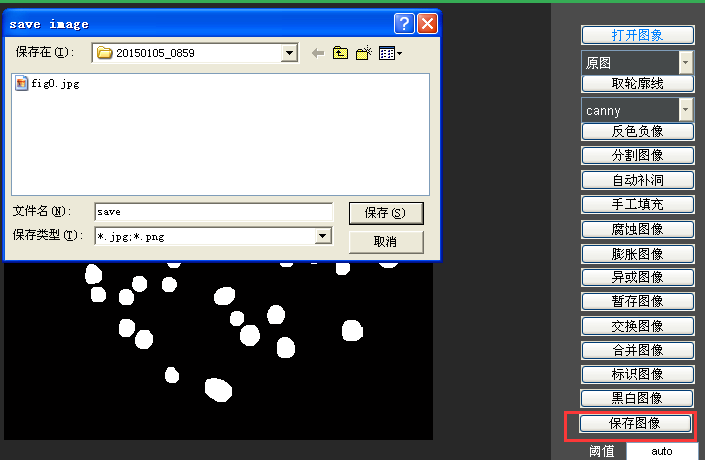 save image
保存在(I):
20150105_0859
fig0.jpg
文件名(N):
save
保存(S)
保存类型(T):
*.jpg;*.png
取消
打开图像
原图
取轮廓线
canny
反色负像
分割图像
自动补洞
手工填充
腐蚀图像
膨胀图像
异或图像
暂存图像
交换图像
合并图像
标识图像
黑白图像
保存图像
阈值
auto